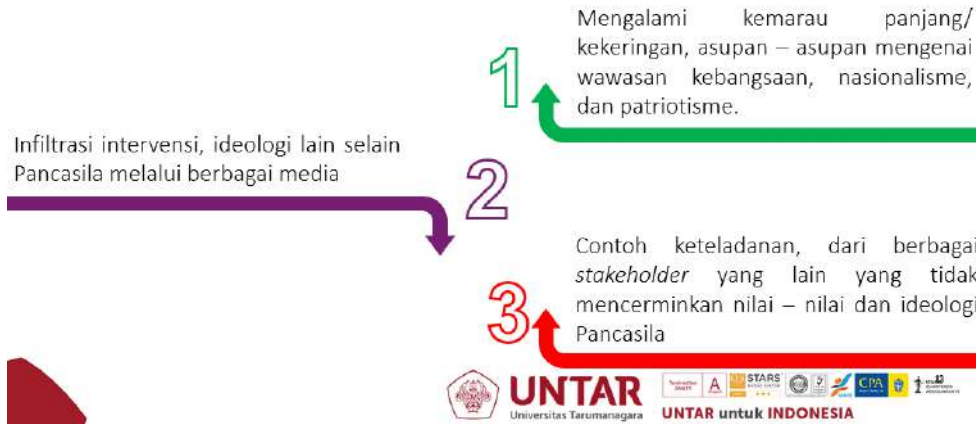 1
Mengalami kemarau panjang/
kekeringan, asupan – asupan mengenai
wawasan kebangsaan, nasionalisme,
dan patriotisme.
Infiltrasi intervensi, ideologi lain selain
Pancasila melalui berbagai media
2
3
Contoh keteladanan, dari berbagai
stakeholder yang lain yang tidak
mencerminkan nilai – nilai dan ideologi
Pancasila
UNTAR
Universitas Tarumanagara
A
STARS
CPA
UNTAR untuk INDONESIA